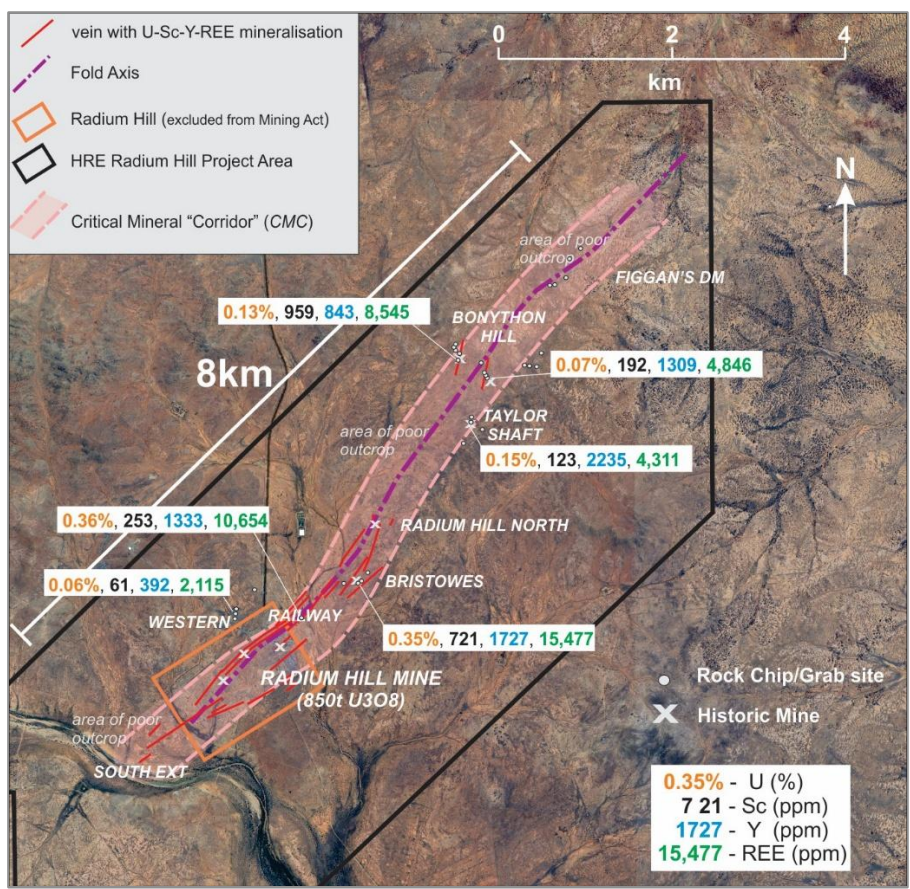 vein with U-Sc-Y-REE mineralisation
Fold Axis
Radium Hill (excluded from Mining Act)
HRE Radium Hill Project Area
Critical Mineral "Corridor" (CMC)
0 2 4
km
N
8km
area of poor
outcrop
FIGGAN'S DM
0.13%, 959, 843, 8,545
BONYTHON
HILL
0.07%, 192, 1309, 4,846
TAYLOR
SHAFT
area of poor
outcrop
0.15%, 123, 2235, 4,311
0.36%, 253, 1333, 10,654
RADIUM HILL NORTH
0.06%, 61, 392, 2,115
BRISTOWES
WESTERN
RAILWAY
0.35%, 721, 1727, 15,477
RADIUM HILL MINE
(850t U3O8)
area of poor
outcrop
SOUTH EXT
Rock Chip/Grab site
Historic Mine
0.35% - U (%)
7 21 - Sc (ppm)
1727 - Y (ppm)
15,477 - REE (ppm)